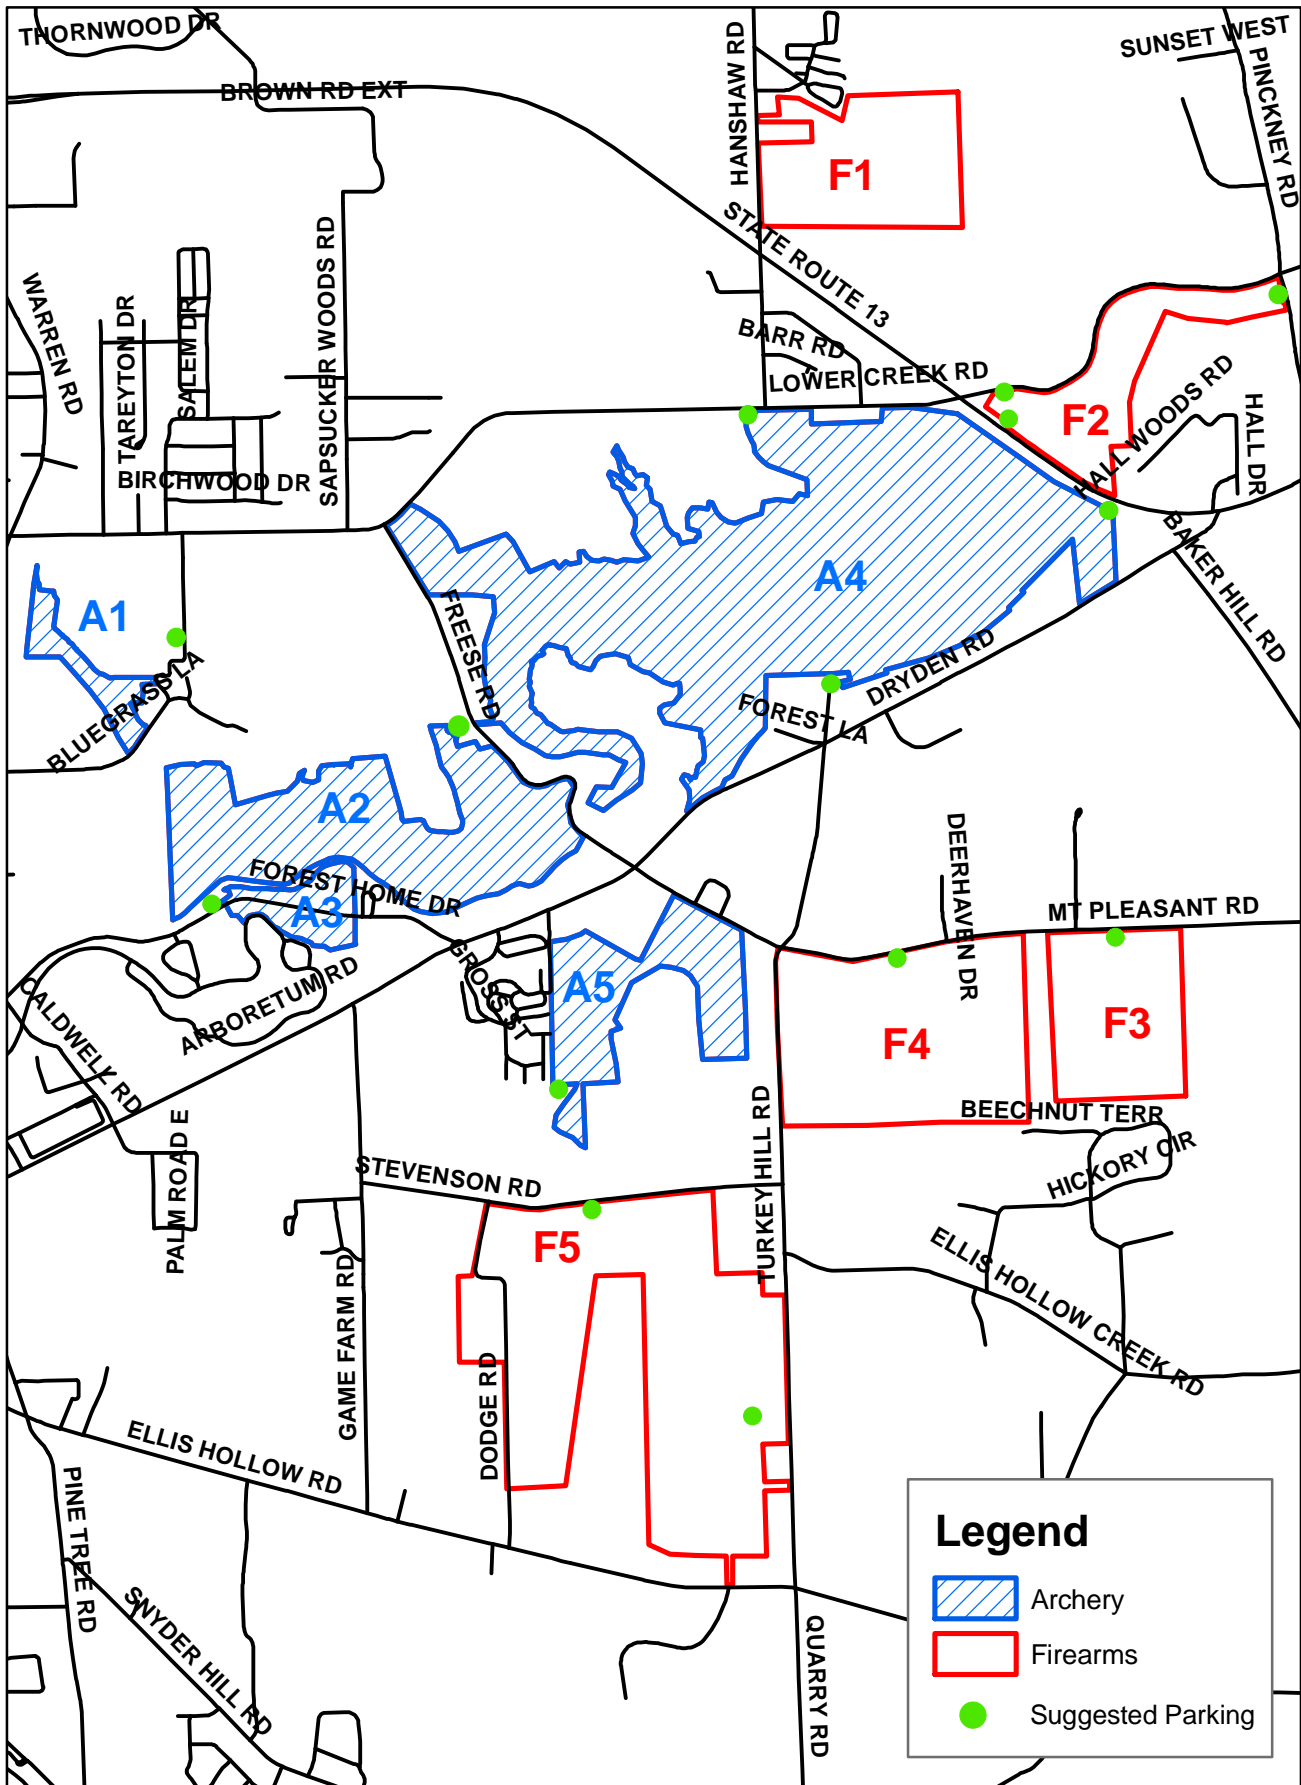 THORNWOOD DR
SUNSET WEST
BROWN RD EXT
HANSHAW RD
PINCKNEY RD
F1
STATE ROUTE 13
SAPSUCKER WOODS RD
WARREN RD
TAREYTON DR
SALEM DR
BARR RD
LOWER CREEK RD
F2
HALL WOODS RD
HALL DR
BIRCHWOOD DR
BAKER HILL RD
A4
A1
FREESE RD
DRYDEN RD
BLUEGRASS LA
FOREST LA
A2
DEERHAVEN DR
FOREST HOME DR
A3
MT PLEASANT RD
GROSS ST
A5
CALDWELL RD
ARBORETUM RD
F4
F3
BEECHNUT TERR
PALM ROAD E
TURKEY HILL RD
HICKORY CIR
STEVENSON RD
F5
ELLIS HOLLOW CREEK RD
GAME FARM RD
DODGE RD
ELLIS HOLLOW RD
PINE TREE RD
SNYDER HILL RD
QUARRY RD
Legend
Archery
Firearms
Suggested Parking